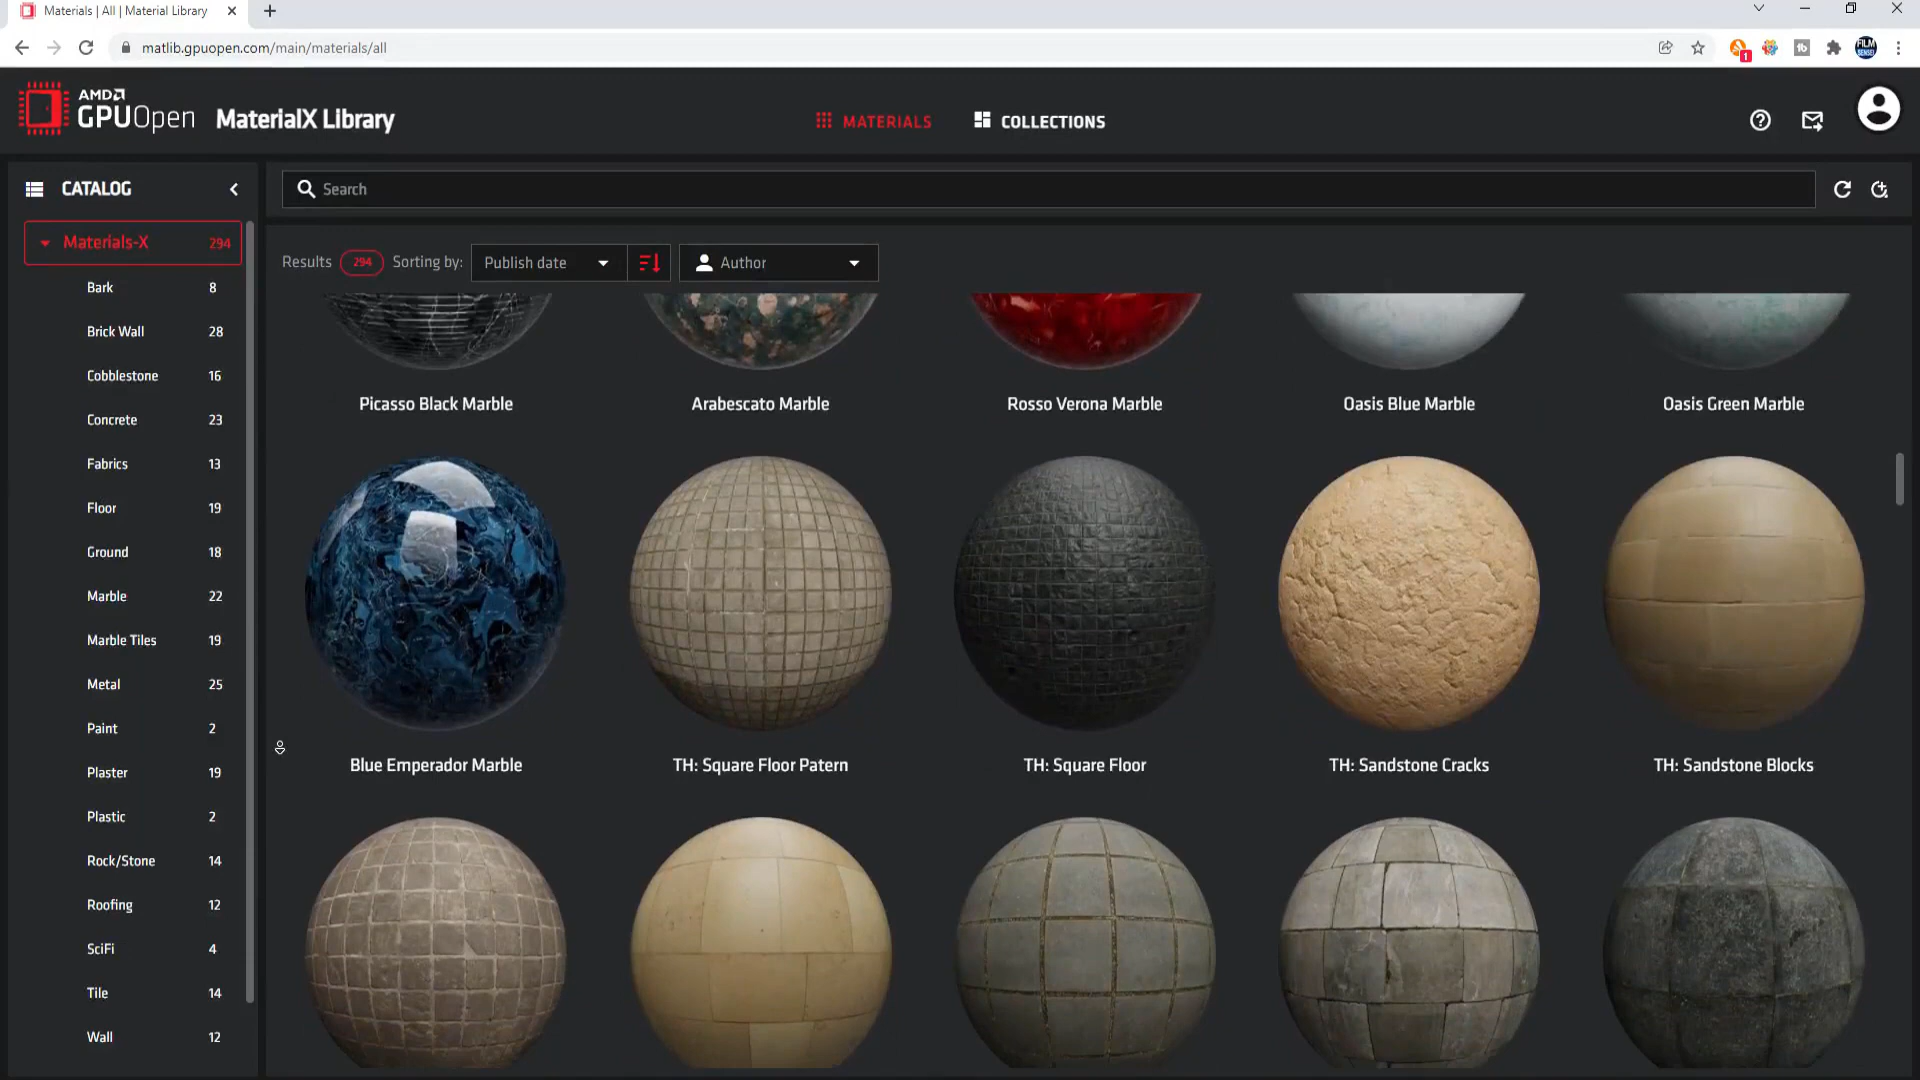 Materials | All | Material Library
matlib.gpuopen.com/main/materials/all
1
FILM
SENSEI
AMD
GPUOpen
MaterialX Library
MATERIALS
COLLECTIONS
CATALOG
Search
Materials-X 294
Results 294 Sorting by: Publish date Author
Bark 8
Brick Wall 28
Cobblestone 16
Concrete 23
Fabrics 13
Floor 19
Ground 18
Marble 22
Marble Tiles 19
Metal 25
Paint 2
Plaster 19
Plastic 2
Rock/Stone 14
Roofing 12
SciFi 4
Tile 14
Wall 12
Picasso Black Marble
Arabescato Marble
Rosso Verona Marble
Oasis Blue Marble
Oasis Green Marble
Blue Emperador Marble
TH: Square Floor Patern
TH: Square Floor
TH: Sandstone Cracks
TH: Sandstone Blocks